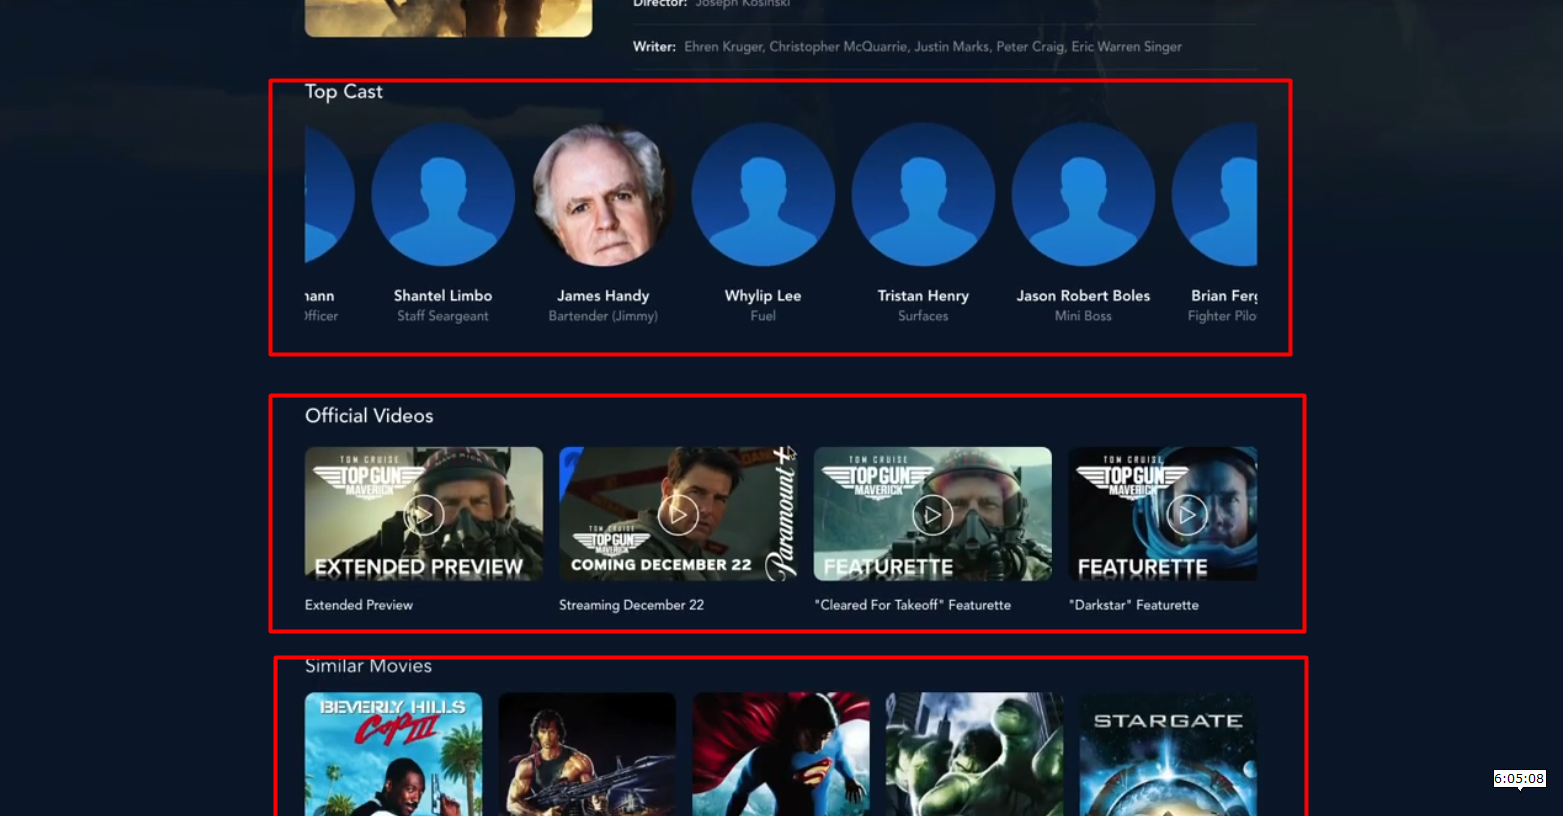 Director: Joseph Kosinski
Writer: Ehren Kruger, Christopher McQuarrie, Justin Marks, Peter Craig, Eric Warren Singer
Top Cast
nann Shantel Limbo James Handy Whylip Lee Tristan Henry Jason Robert Boles Brian Ferg
Officer Staff Seargeant Bartender (Jimmy) Fuel Surfaces Mini Boss Fighter Pilo
Official Videos
TOM CRUISE
TOP GUN
MAVERICK
EXTENDED PREVIEW
Paramount+
TOM CRUISE
TOP GUN
MAVERICK
COMING DECEMBER 22
TOM CRUISE
TOP GUN
MAVERICK
FEATURETTE
TOM CRUISE
TOP GUN
MAVERICK
FEATURETTE
Extended Preview Streaming December 22 "Cleared For Takeoff" Featurette "Darkstar" Featurette
Similar Movies
BEVERLY HILLS
Cop III
STARGATE
6:05:08